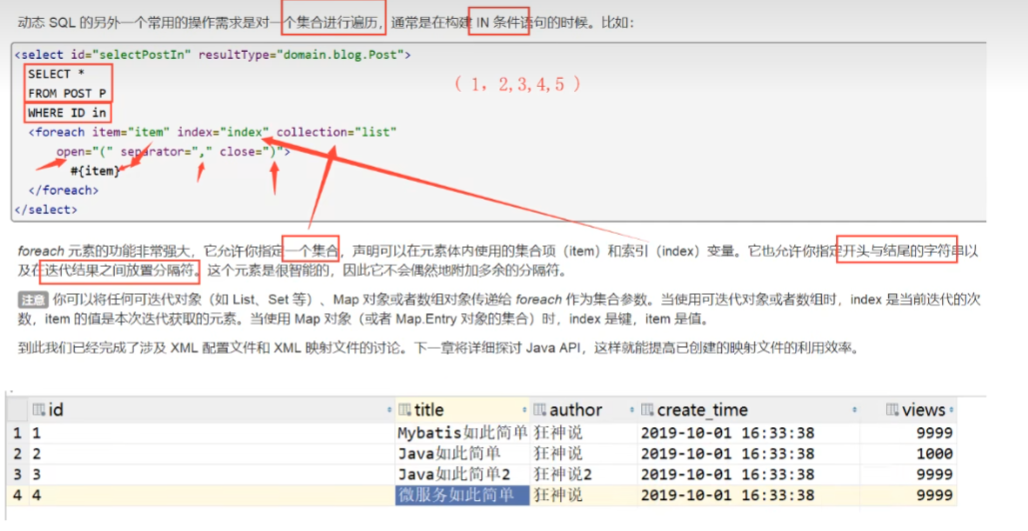 动态 SQL 的另外一个常用的操作需求是对一个集合进行遍历，通常是在构建 IN 条件语句的时候。比如：
<select id="selectPostIn" resultType="domain.blog.Post">
SELECT *
（ 1，2,3,4,5 ）
FROM POST P
WHERE ID in
<foreach item="item" index="index" collection="list"
open="(" separator="," close=")">
#{item}
</foreach>
</select>
foreach 元素的功能非常强大，它允许你指定一个集合，声明可以在元素体内使用的集合项（item）和索引（index）变量。它也允许你指定开头与结尾的字符串以
及在迭代结果之间放置分隔符。这个元素是很智能的，因此它不会偶然地附加多余的分隔符。
注意 你可以将任何可迭代对象（如 List、Set 等）、Map 对象或者数组对象传递给 foreach 作为集合参数。当使用可迭代对象或者数组时，index 是当前迭代的次
数，item 的值是本次迭代获取的元素。当使用 Map 对象（或者 Map.Entry 对象的集合）时，index 是键，item 是值。
到此我们已经完成了涉及 XML 配置文件和 XML 映射文件的讨论。下一章将详细探讨 Java API，这样就能提高已创建的映射文件的利用效率。
id title author create_time views
1 1 Mybatis如此简单 狂神说 2019-10-01 16:33:38 9999
2 2 Java如此简单 狂神说 2019-10-01 16:33:38 1000
3 3 Java如此简单2 狂神说2 2019-10-01 16:33:38 9999
4 4 微服务如此简单 狂神说 2019-10-01 16:33:38 9999